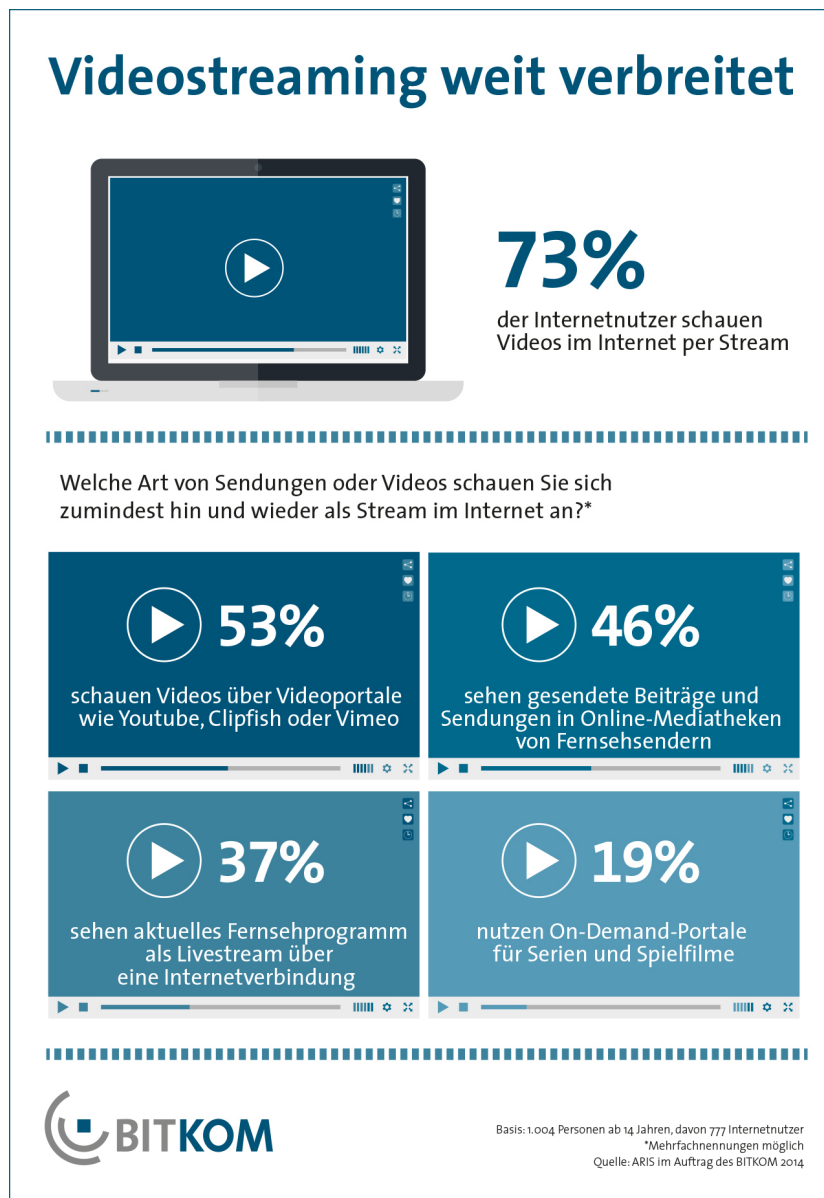 Videostreaming weit verbreitet
73%
der Internetnutzer schauen
Videos im Internet per Stream
Welche Art von Sendungen oder Videos schauen Sie sich
zumindest hin und wieder als Stream im Internet an?*
53%
schauen Videos über Videoportale
wie Youtube, Clipfish oder Vimeo
46%
sehen gesendete Beiträge und
Sendungen in Online-Mediatheken
von Fernsehsendern
37%
sehen aktuelles Fernsehprogramm
als Livestream über
eine Internetverbindung
19%
nutzen On-Demand-Portale
für Serien und Spielfilme
BITKOM
Basis: 1.004 Personen ab 14 Jahren, davon 777 Internetnutzer
*Mehrfachnennungen möglich
Quelle: ARIS im Auftrag des BITKOM 2014